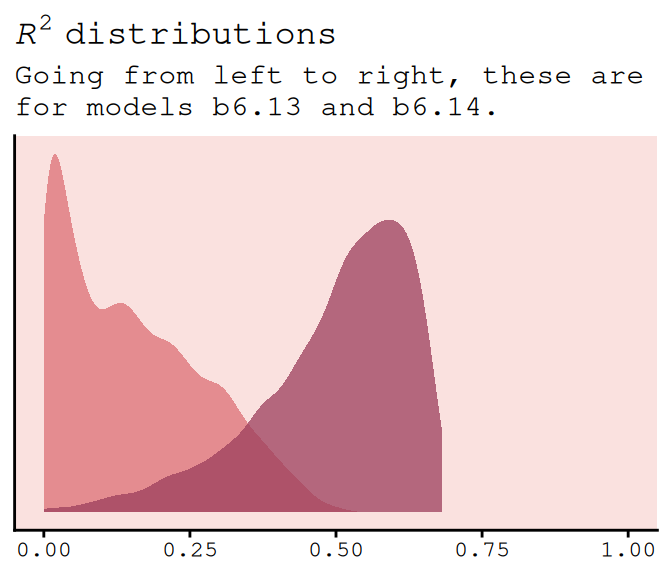 R² distributions
Going from left to right, these are
for models b6.13 and b6.14.
0.00 0.25 0.50 0.75 1.00